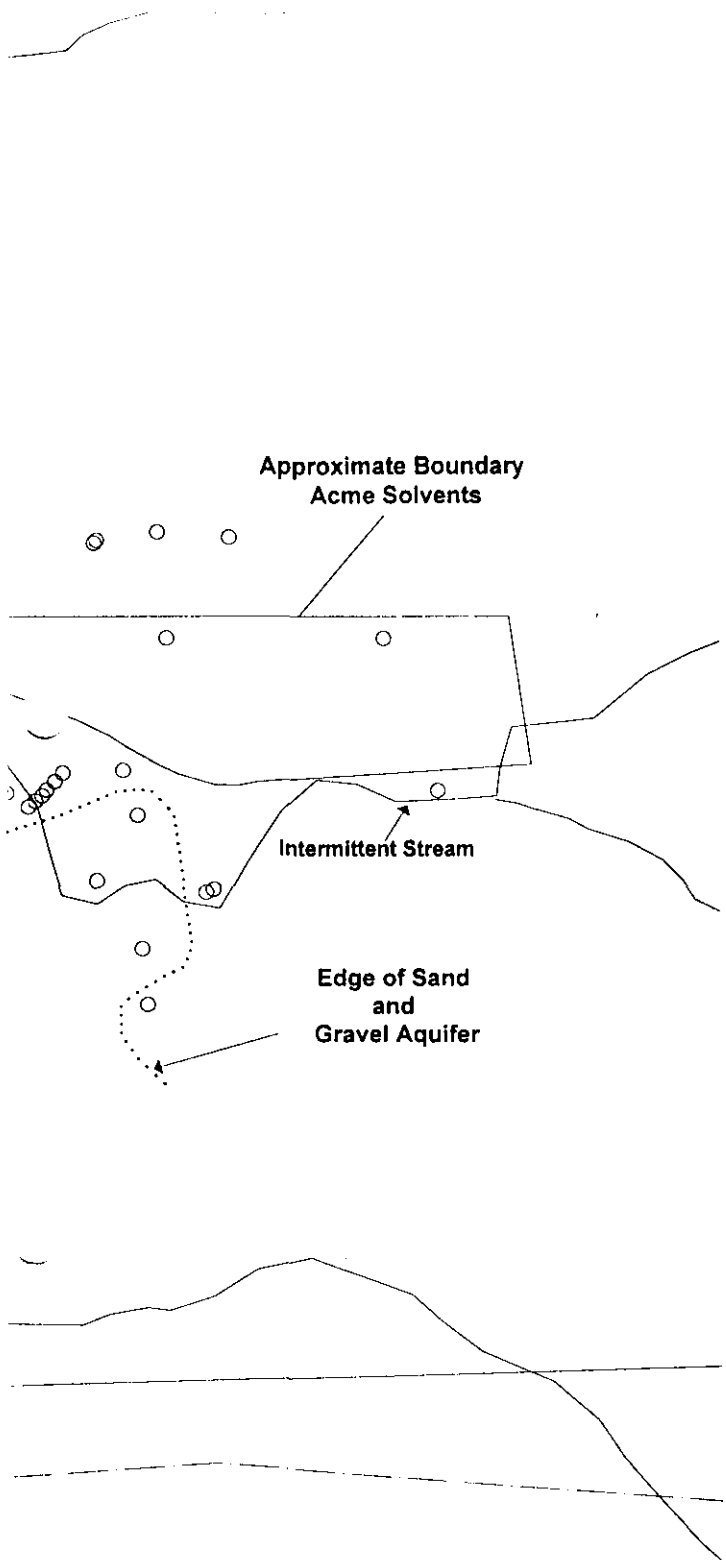 Approximate Boundary
Acme Solvents
Intermittent Stream
Edge of Sand
and
Gravel Aquifer